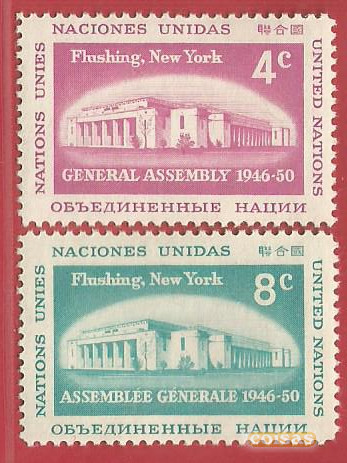 NACIONES UNIDAS 聯合國
NATIONS UNIES
Flushing, New York
4c
UNITED NATIONS
GENERAL ASSEMBLY 1946-50
ОБЪЕДИНЕННЫЕ НАЦИИ
NACIONES UNIDAS 聯合國
NATIONS UNIES
Flushing, New York
8c
UNITED NATIONS
ASSEMBLÉE GÉNÉRALE 1946-50
ОБЪЕДИНЕННЫЕ НАЦИИ
coisas